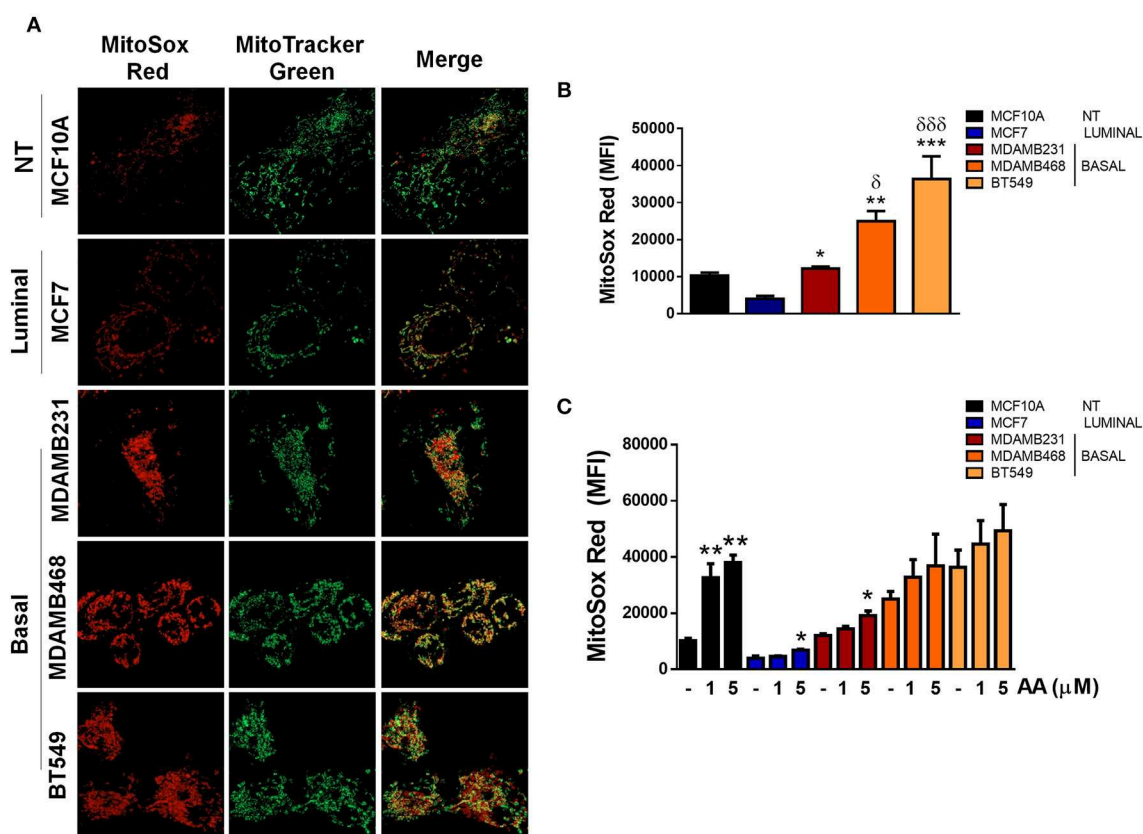 A
MitoSox Red
MitoTracker Green
Merge
NT
MCF10A
Luminal
MCF7
Basal
MDAMB231
MDAMB468
BT549
B
MCF10A NT
MCF7 LUMINAL
MDAMB231
MDAMB468 BASAL
BT549
MitoSox Red (MFI)
50000
40000
30000
20000
10000
0
*
δ
**
δδδ
***
C
MCF10A NT
MCF7 LUMINAL
MDAMB231
MDAMB468 BASAL
BT549
MitoSox Red (MFI)
80000
60000
40000
20000
0
**
**
*
*
- 1 5 - 1 5 - 1 5 - 1 5 - 1 5 AA (μM)